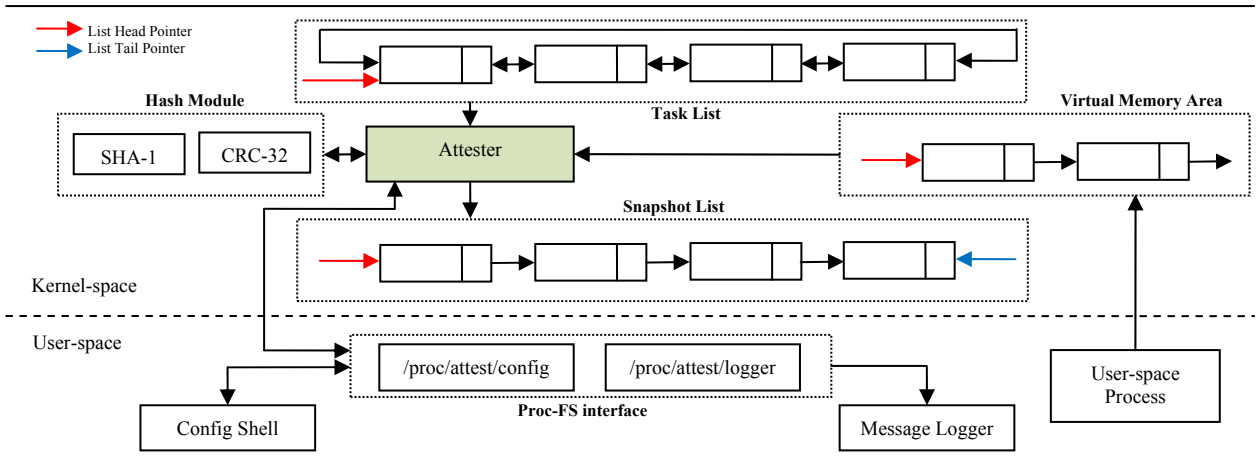 List Head Pointer
List Tail Pointer
Hash Module
Task List
Virtual Memory Area
SHA-1
CRC-32
Attester
Snapshot List
Kernel-space
User-space
/proc/attest/config
/proc/attest/logger
User-space
Process
Proc-FS interface
Config Shell
Message Logger